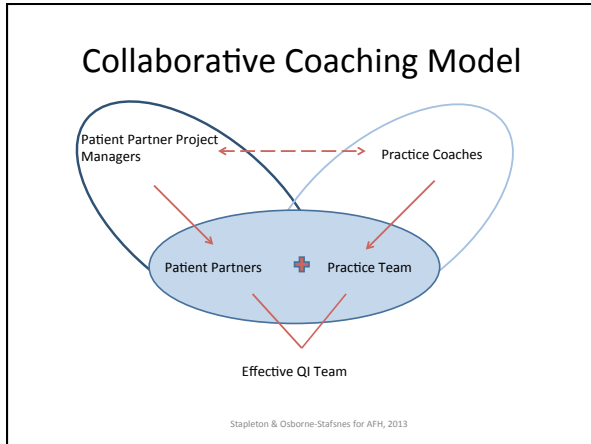 Collaborative Coaching Model
Patient Partner Project
Managers
Practice Coaches
Patient Partners
Practice Team
Effective QI Team
Stapleton & Osborne-Stafsnes for AFH, 2013